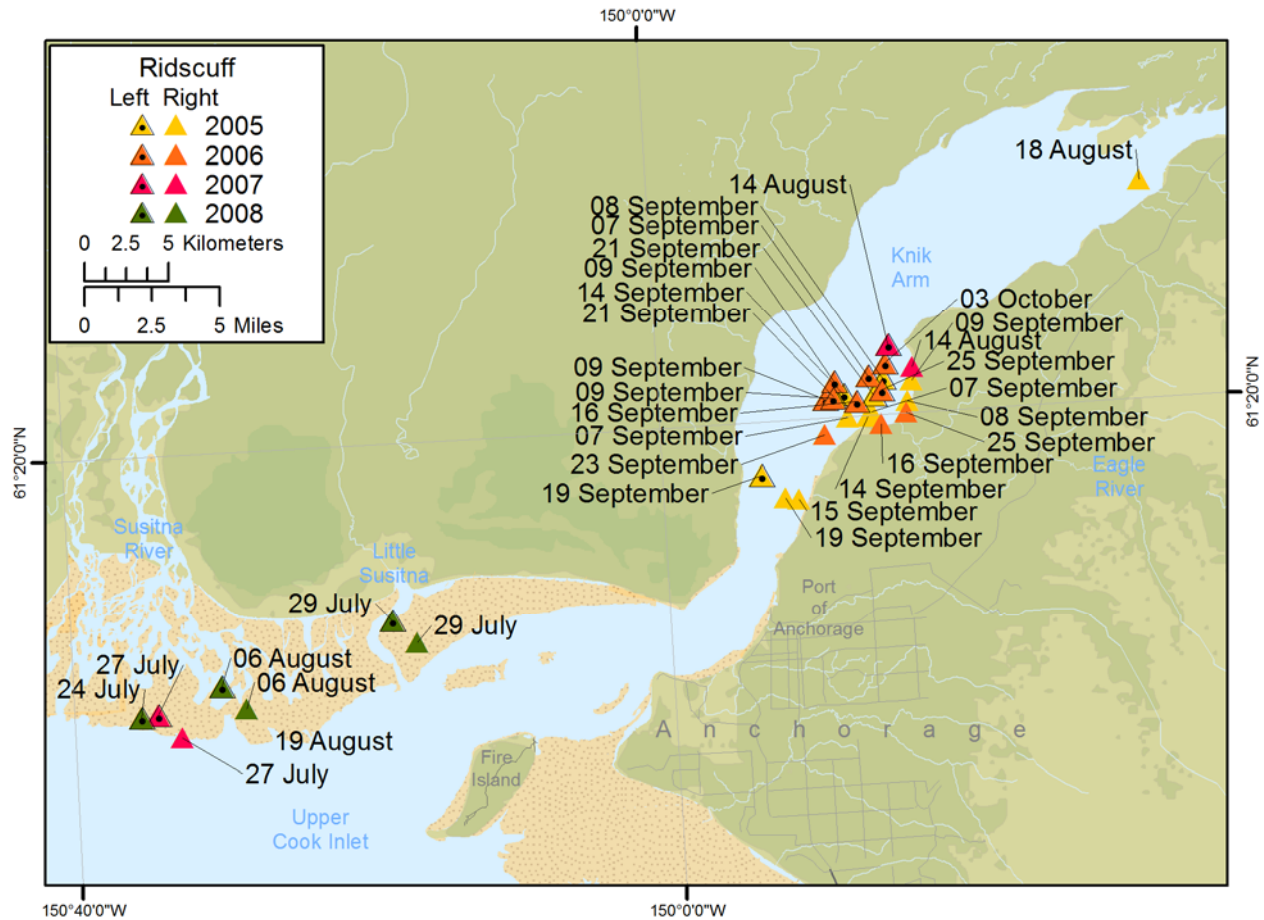 150°0'0"W
Ridscuff
Left Right
2005
2006
2007
2008
0 2.5 5 Kilometers
0 2.5 5 Miles
18 August
14 August
08 September
07 September
21 September
09 September
14 September
21 September
Knik
Arm
03 October
09 September
14 August
25 September
07 September
08 September
25 September
09 September
09 September
16 September
07 September
23 September
19 September
16 September
14 September
15 September
19 September
Eagle
River
61°20'0"N
61°20'0"N
Susitna
River
Little
Susitna
29 July
29 July
Port
of
Anchorage
27 July
24 July
06 August
06 August
19 August
27 July
Anchorage
Fire
Island
Upper
Cook Inlet
150°40'0"W
150°0'0"W